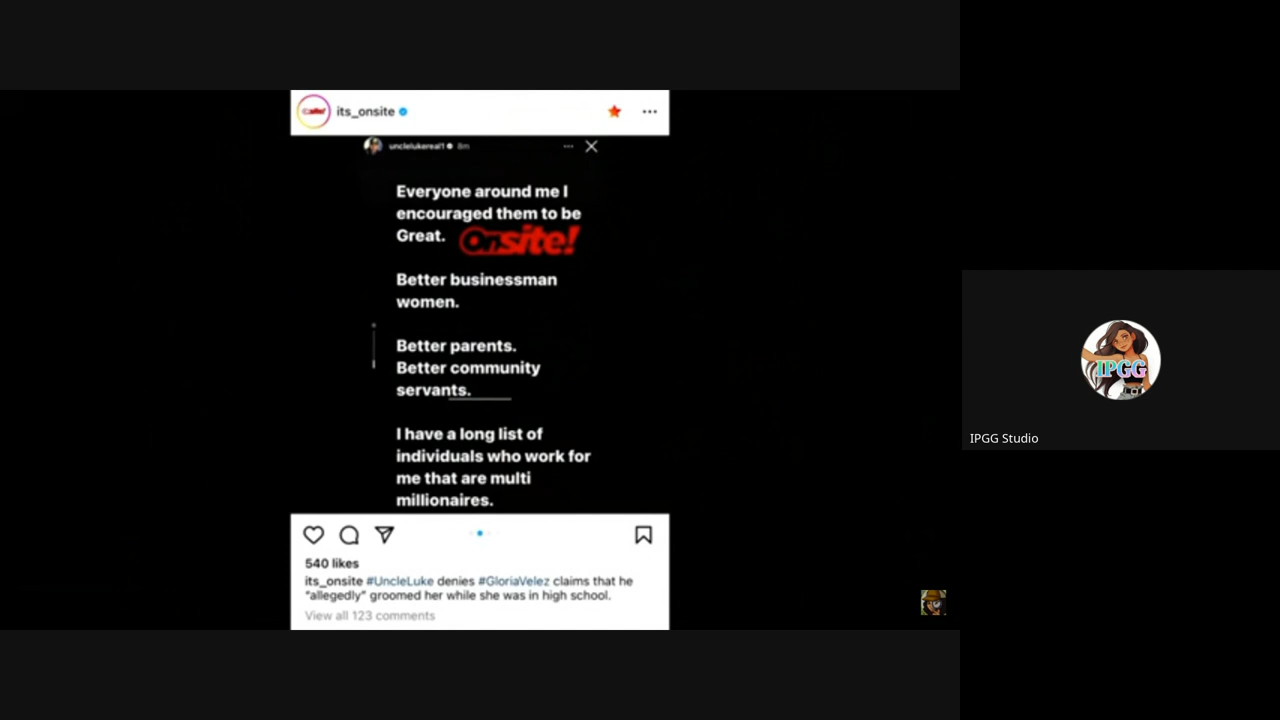 its_onsite
unclelukereal1 8m
Everyone around me I
encouraged them to be
Great.
Onsite!
Better businessman
women.
Better parents.
Better community
servants.
I have a long list of
individuals who work for
me that are multi
millionaires.
540 likes
its_onsite #UncleLuke denies #GloriaVelez claims that he
"allegedly" groomed her while she was in high school.
View all 123 comments
IPGG
IPGG Studio